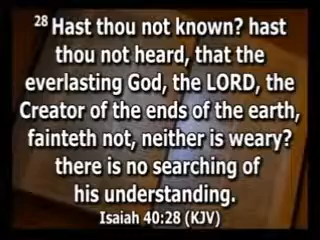 28 Hast thou not known? hast
thou not heard, that the
everlasting God, the LORD, the
Creator of the ends of the earth,
fainteth not, neither is weary?
there is no searching of
his understanding.
Isaiah 40:28 (KJV)